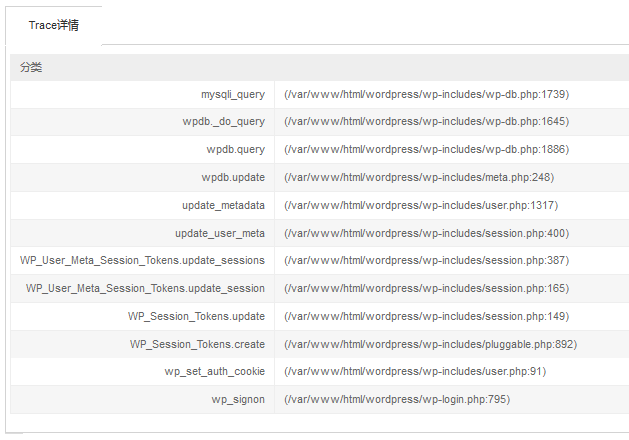 Trace详情
分类
mysqli_query (/var/www/html/wordpress/wp-includes/wp-db.php:1739)
wpdb._do_query (/var/www/html/wordpress/wp-includes/wp-db.php:1645)
wpdb.query (/var/www/html/wordpress/wp-includes/wp-db.php:1886)
wpdb.update (/var/www/html/wordpress/wp-includes/meta.php:248)
update_metadata (/var/www/html/wordpress/wp-includes/user.php:1317)
update_user_meta (/var/www/html/wordpress/wp-includes/session.php:400)
WP_User_Meta_Session_Tokens.update_sessions (/var/www/html/wordpress/wp-includes/session.php:387)
WP_User_Meta_Session_Tokens.update_session (/var/www/html/wordpress/wp-includes/session.php:165)
WP_Session_Tokens.update (/var/www/html/wordpress/wp-includes/session.php:149)
WP_Session_Tokens.create (/var/www/html/wordpress/wp-includes/pluggable.php:892)
wp_set_auth_cookie (/var/www/html/wordpress/wp-includes/user.php:91)
wp_signon (/var/www/html/wordpress/wp-login.php:795)